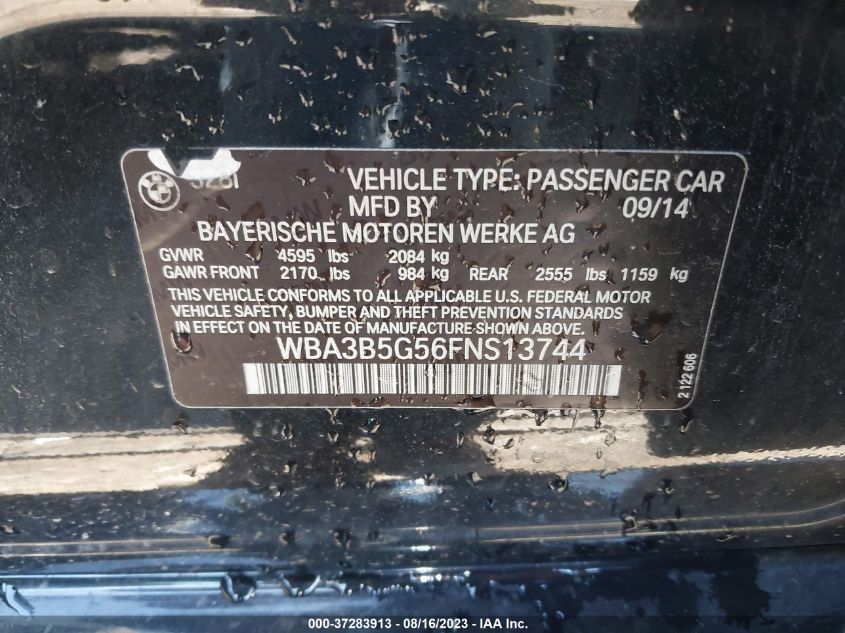 328i VEHICLE TYPE: PASSENGER CAR
MFD BY 09/14
BAYERISCHE MOTOREN WERKE AG
GVWR 4595 lbs 2084 kg
GAWR FRONT 2170 lbs 984 kg REAR 2555 lbs 1159 kg
THIS VEHICLE CONFORMS TO ALL APPLICABLE U.S. FEDERAL MOTOR
VEHICLE SAFETY, BUMPER AND THEFT PREVENTION STANDARDS
IN EFFECT ON THE DATE OF MANUFACTURE SHOWN ABOVE.
WBA3B5G56FNS13744
2 122 606
000-37283913 - 08/16/2023 - IAA Inc.